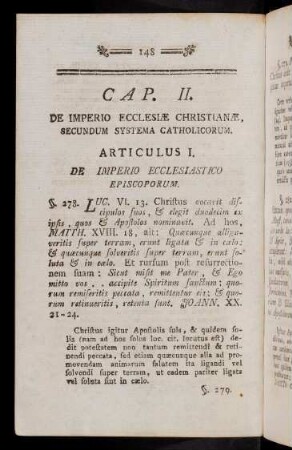 148
CAP. II.
DE IMPERIO ECCLESIÆ CHRISTIANÆ,
SECUNDUM SYSTEMA CATHOLICORUM.
ARTICULUS I.
DE IMPERIO ECCLESIASTICO
EPISCOPORUM.
§. 278. LUC. VI. 13. Christus vocavit dis-
cipulos suos, & elegit duodecim ex
ipsis, quos & Apostolos nominavit. Ad hos,
MATTH. XVIII. 18, ait: Quæcunque alliga-
veritis super terram, erunt ligata & in cælo:
& quæcunque solveritis super terram, erunt so-
luta & in cælo. Et rursum post resurrectio-
nem suam: Sicut misit me Pater, & Ego
mitto vos, . accipite Spiritum sanctum; quo-
rum remiseritis peccata, remittentur eis; & quo-
rum retinueritis, retenta sunt. JOANN. XX.
21-24.
Christus igitur Apostolis suis, & quidem so-
lis (nam ad hos solus loc. cit. locutus est) de-
dit potestatem non tantum remittendi & reti-
nendi peccata, sed etiam quæcunque alia ad pro-
movendam animarum salutem ita ligandi vel
solvendi super terram, ut eadem pariter ligata
vel soluta sint in cælo.
§. 279.